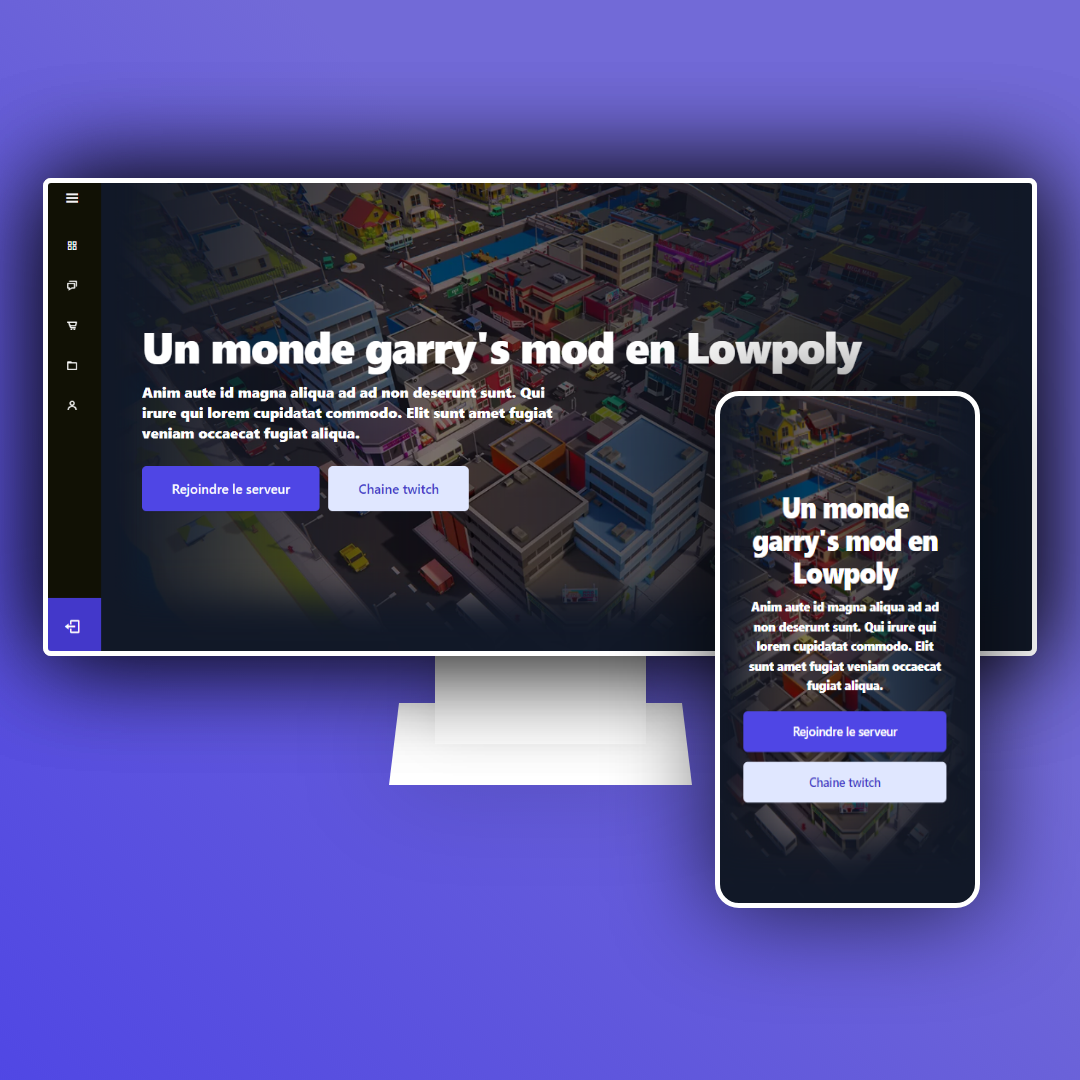 Un monde garry's mod en Lowpoly
Anim aute id magna aliqua ad ad non deserunt sunt. Qui
irure qui lorem cupidatat commodo. Elit sunt amet fugiat
veniam occaecat fugiat aliqua.
Rejoindre le serveur
Chaine twitch
Un monde
garry's mod en
Lowpoly
Anim aute id magna aliqua ad ad
non deserunt sunt. Qui irure qui
lorem cupidatat commodo. Elit
sunt amet fugiat veniam occaecat
fugiat aliqua.
Rejoindre le serveur
Chaine twitch